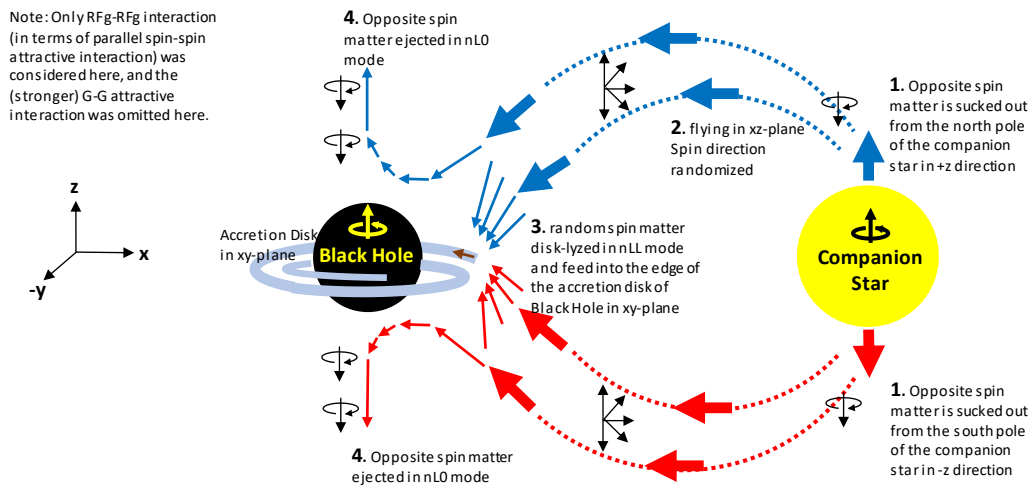 Note: Only RFg-RFg interaction
(in terms of parallel spin-spin
attractive interaction) was
considered here, and the
(stronger) G-G attractive
interaction was omitted here.
4. Opposite spin
matter ejected in nL0
mode
1. Opposite spin
matter is sucked out
from the north pole
of the companion
star in +z direction
2. flying in xz-plane
Spin direction
randomized
z
x
-y
Accretion Disk
in xy-plane
Black Hole
3. random spin matter
disk-lyzed in nLL mode
and feed into the edge of
the accretion disk of
Black Hole in xy-plane
Companion
Star
4. Opposite spin matter
ejected in nL0 mode
1. Opposite spin
matter is sucked out
from the south pole
of the companion
star in -z direction